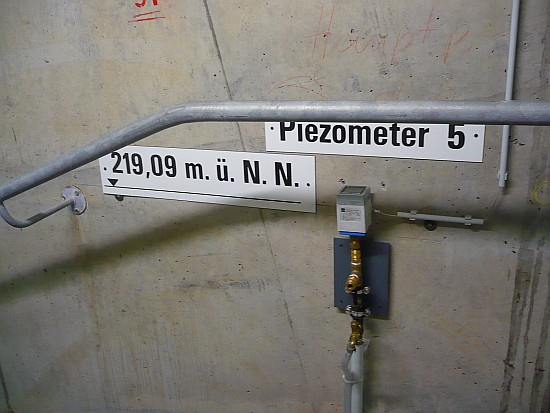 Piezometer 5
219,09 m. ü. N. N.